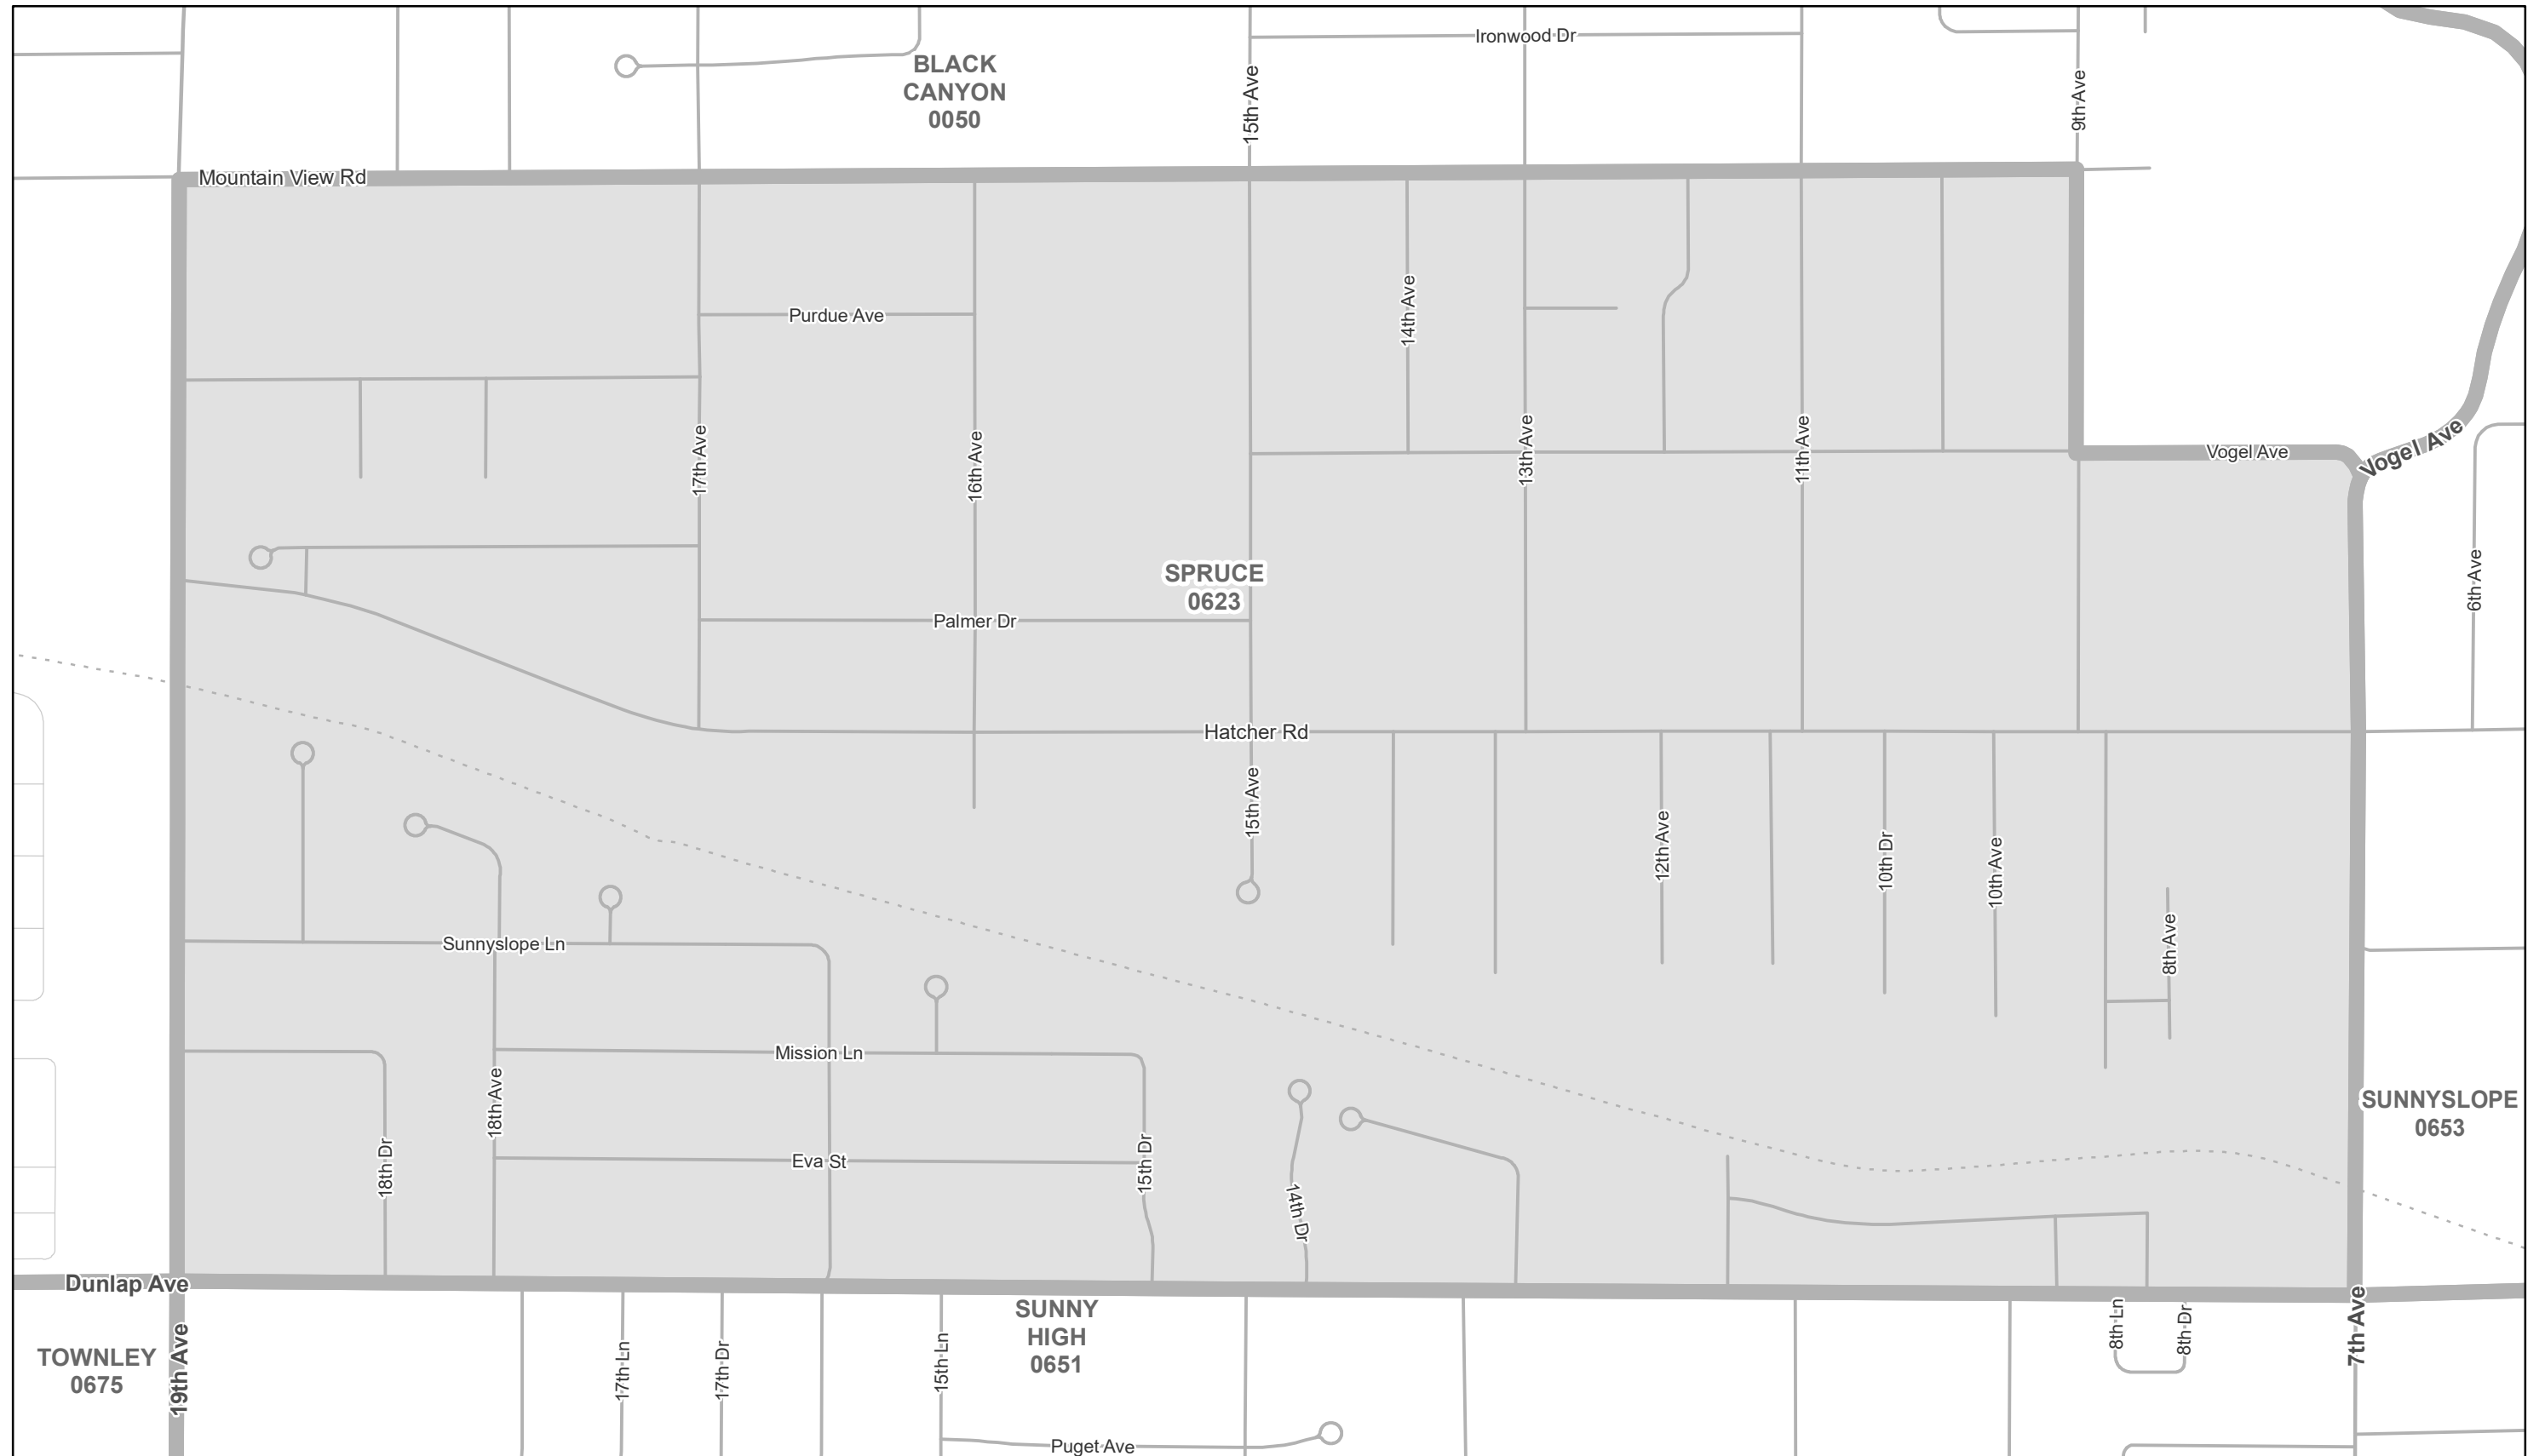 Ironwood Dr
BLACK
CANYON
0050
15th Ave
9th Ave
Mountain View Rd
Purdue Ave
14th Ave
17th Ave
16th Ave
13th Ave
11th Ave
Vogel Ave
Vogel Ave
SPRUCE
0623
6th Ave
Palmer Dr
Hatcher Rd
15th Ave
12th Ave
10th Dr
10th Ave
8th Ave
Sunnyslope Ln
Mission Ln
18th Ave
SUNNYSLOPE
0653
18th Dr
Eva St
15th Dr
14th Dr
Dunlap Ave
SUNNY
HIGH
0651
8th Ln
8th Dr
7th Ave
TOWNLEY
0675
19th Ave
17th Ln
17th Dr
15th Ln
Puget Ave